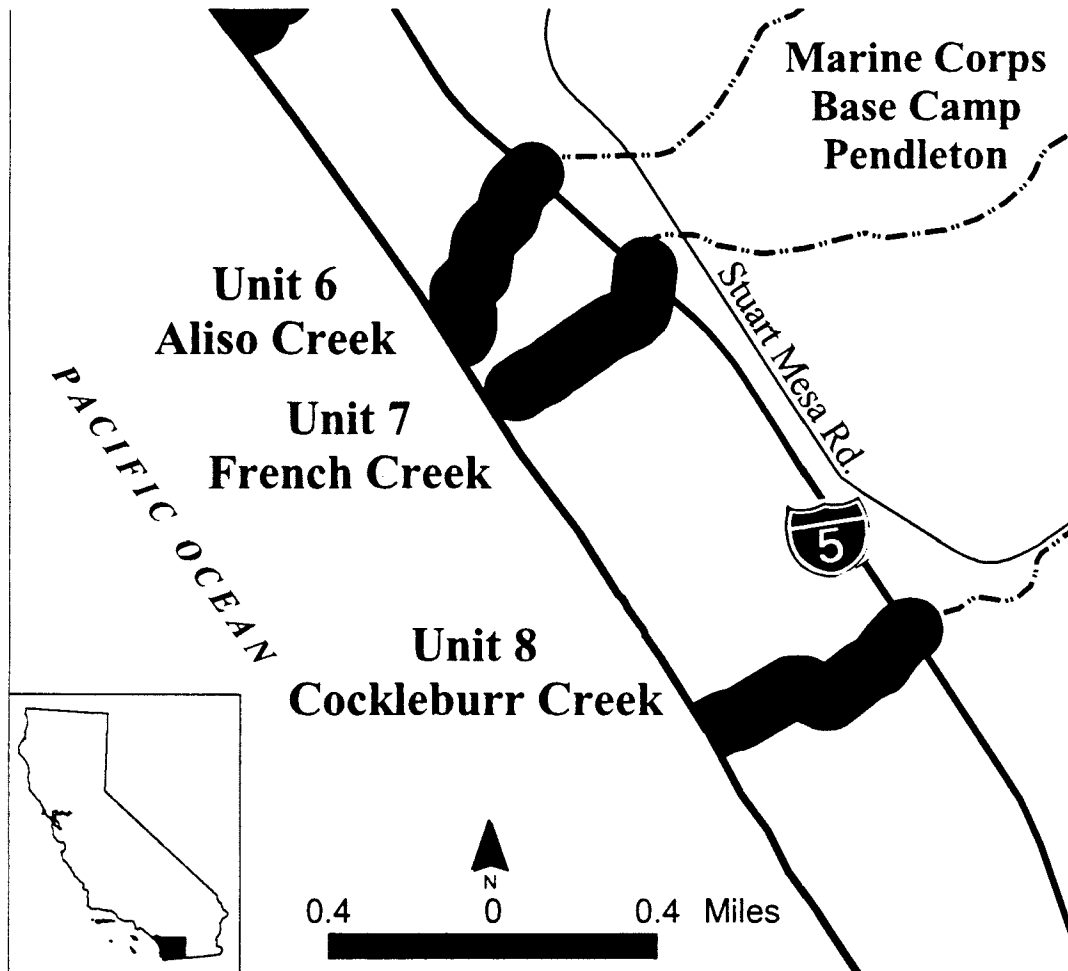 Marine Corps
Base Camp
Pendleton
Unit 6
Aliso Creek
Stuart Mesa Rd.
Unit 7
French Creek
PACIFIC OCEAN
5
Unit 8
Cockleburr Creek
N
0.4 0 0.4 Miles